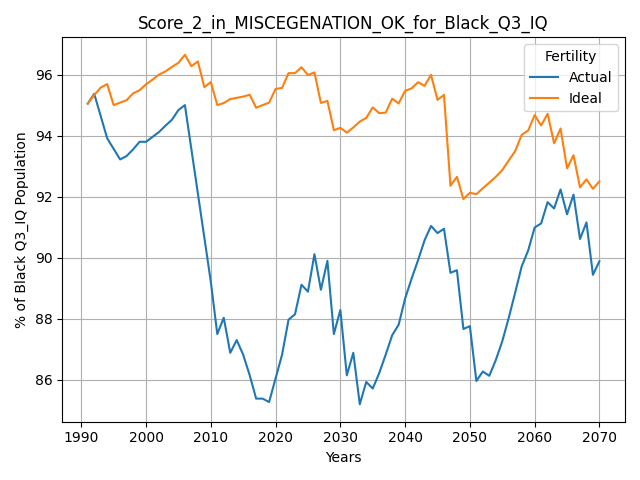 Score_2_in_MISCEGENATION_OK_for_Black_Q3_IQ
Fertility
Actual
Ideal
% of Black Q3_IQ Population
96
94
92
90
88
86
1990 2000 2010 2020 2030 2040 2050 2060 2070
Years